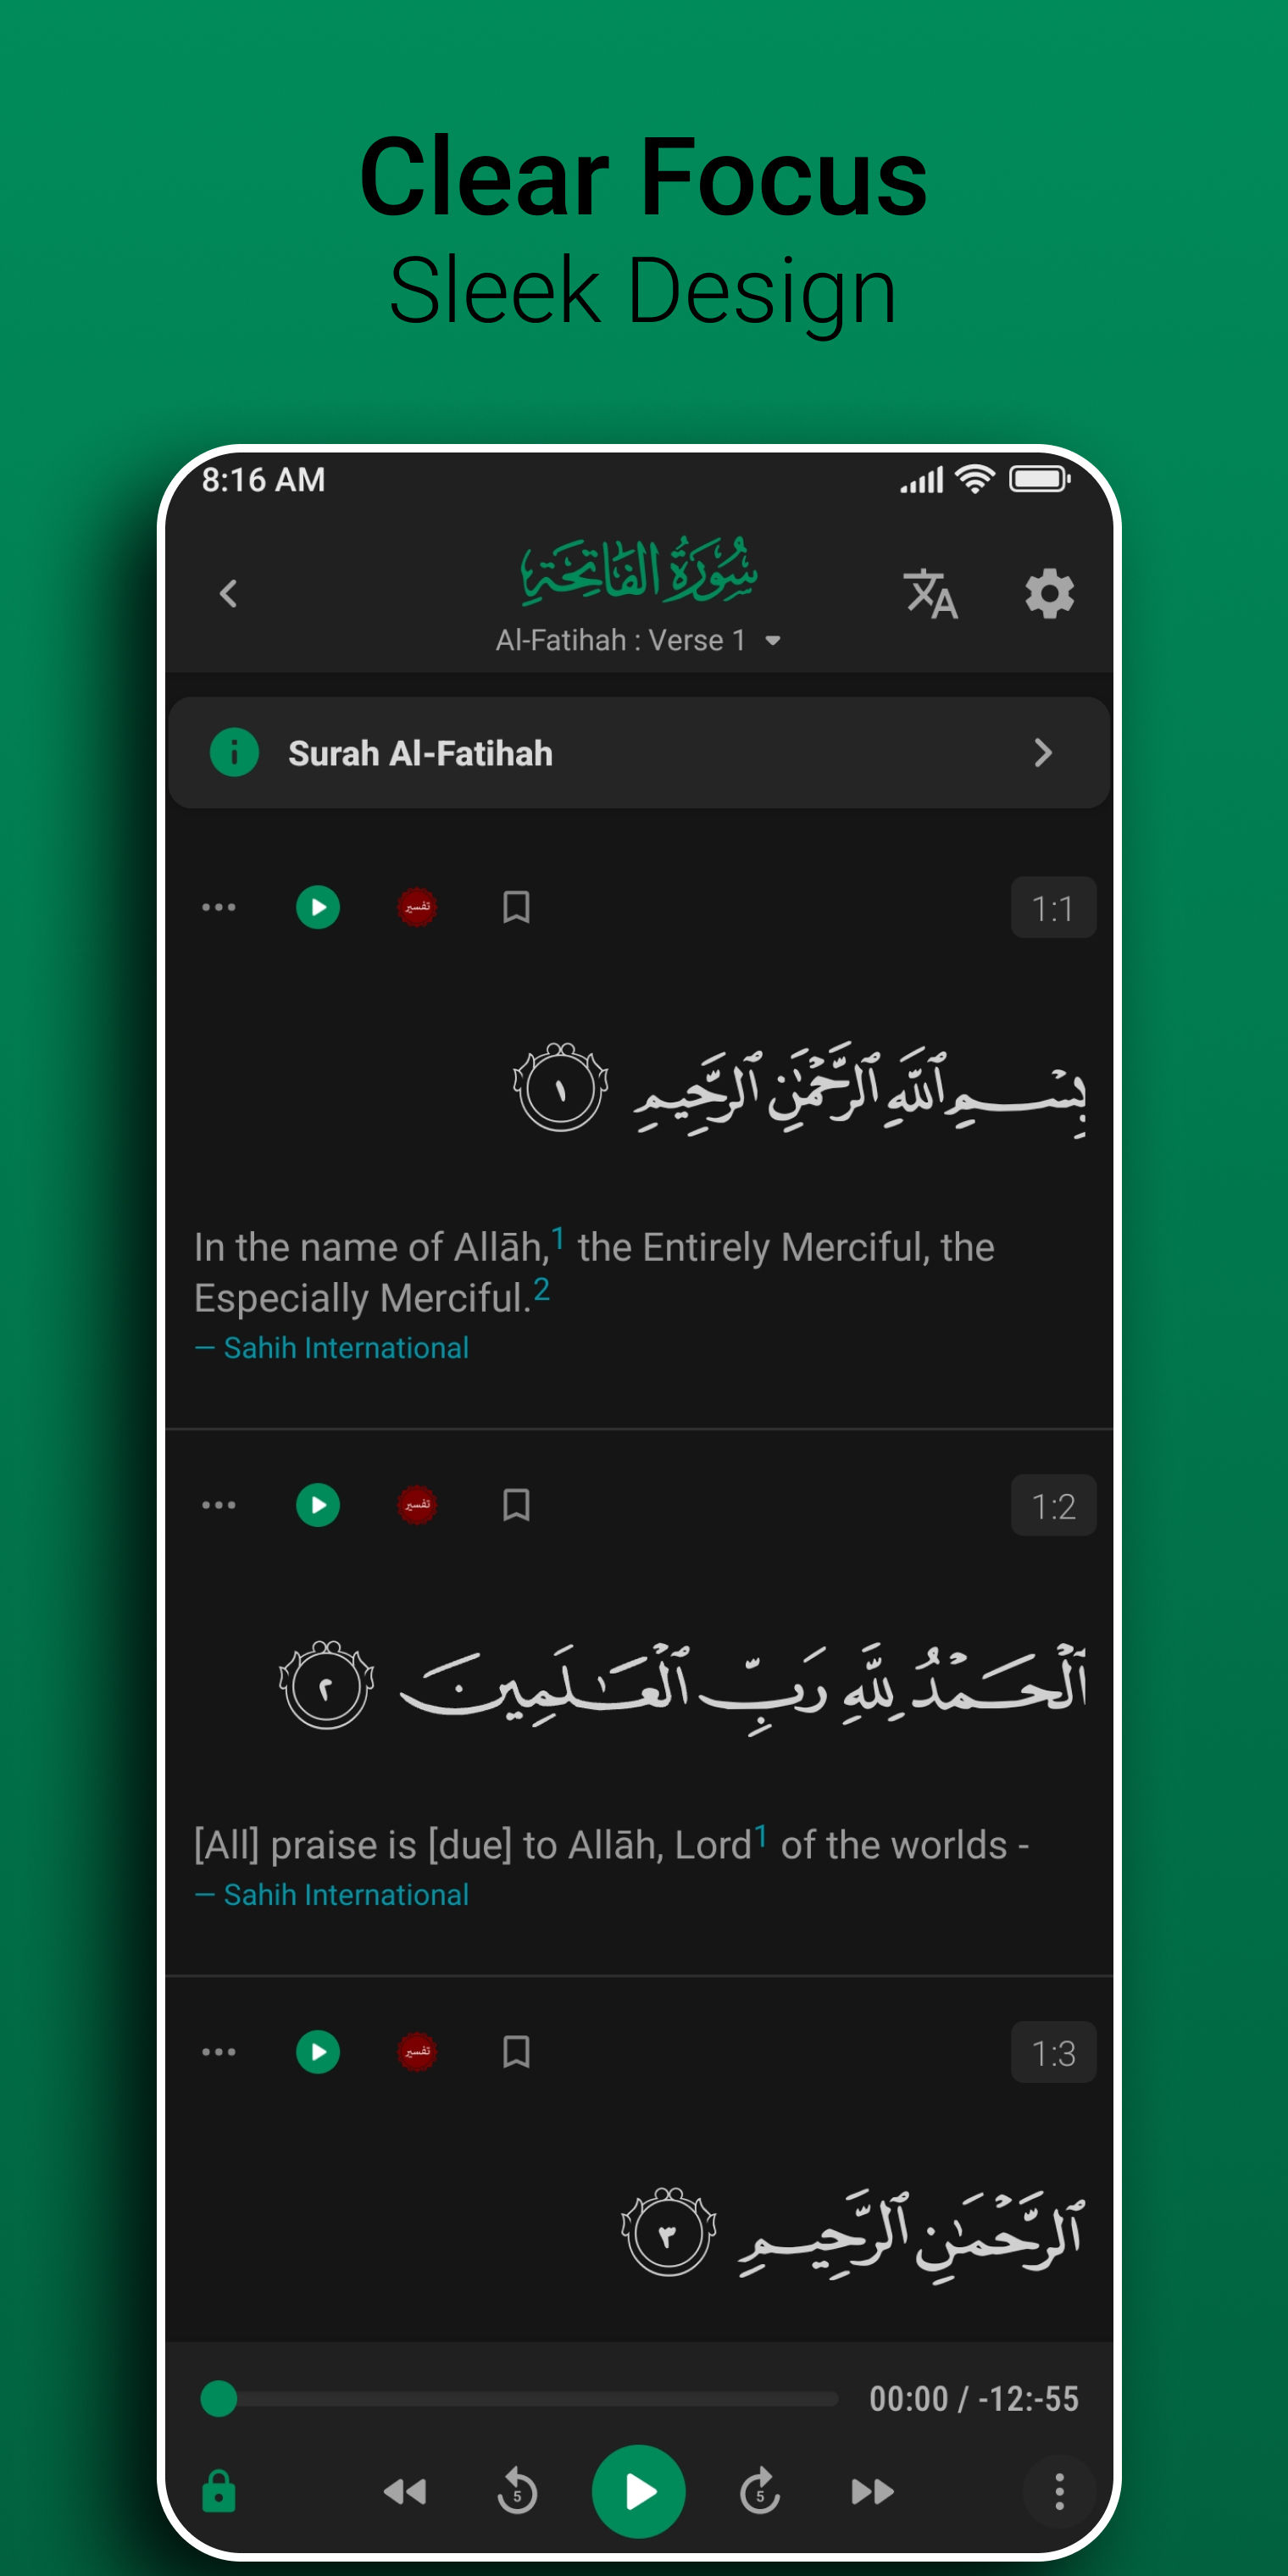 Clear Focus
Sleek Design
8:16 AM
سُورَةُ الفَاتِحَةِ
Al-Fatihah : Verse 1
Surah Al-Fatihah
تفسير
1:1
بِسْمِ ٱللَّهِ ٱلرَّحْمَٰنِ ٱلرَّحِيمِ ١
In the name of Allāh,1 the Entirely Merciful, the
Especially Merciful.2
— Sahih International
تفسير
1:2
ٱلْحَمْدُ لِلَّهِ رَبِّ ٱلْعَٰلَمِينَ ٢
[All] praise is [due] to Allāh, Lord1 of the worlds -
— Sahih International
تفسير
1:3
ٱلرَّحْمَٰنِ ٱلرَّحِيمِ ٣
00:00 / -12:-55
5
5